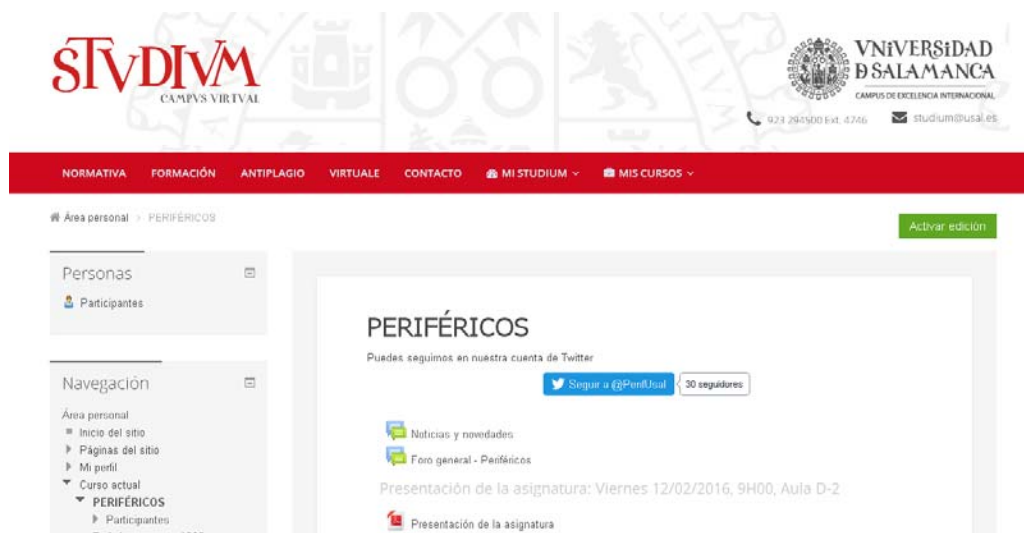 STVDIVM
CAMPVS VIRTVAL
VNiVERSiDAD
D SALAMANCA
CAMPUS DE EXCELENCIA INTERNACIONAL
923 294500 Ext. 4746 studium@usal.es
NORMATIVA FORMACIÓN ANTIPLAGIO VIRTUALE CONTACTO MI STUDIUM MIS CURSOS
Área personal > PERIFÉRICOS
Activar edición
Personas
Participantes
Navegación
Área personal
Inicio del sitio
Páginas del sitio
Mi perfil
Curso actual
PERIFÉRICOS
Participantes
PERIFÉRICOS
Puedes seguirnos en nuestra cuenta de Twitter
Seguir a @PerifUsal 30 seguidores
Noticias y novedades
Foro general - Periféricos
Presentación de la asignatura: Viernes 12/02/2016, 9H00, Aula D-2
Presentación de la asignatura